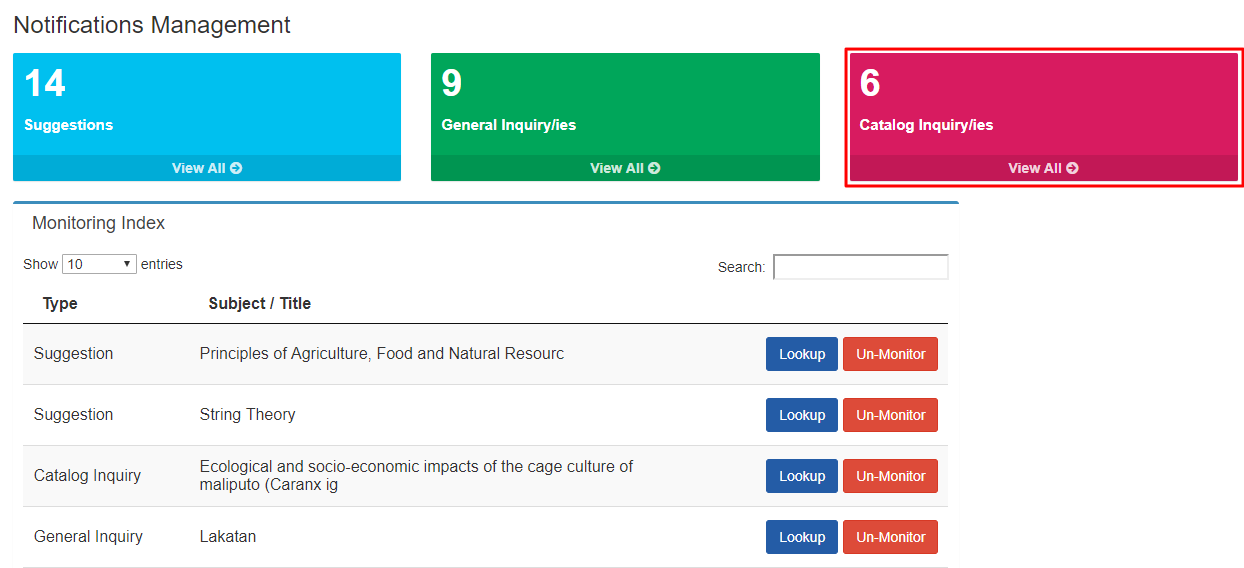 Notifications Management
14
Suggestions
View All
9
General Inquiry/ies
View All
6
Catalog Inquiry/ies
View All
Monitoring Index
Show 10 entries
Search:
Type Subject / Title
Suggestion Principles of Agriculture, Food and Natural Resourc Lookup Un-Monitor
Suggestion String Theory Lookup Un-Monitor
Catalog Inquiry Ecological and socio-economic impacts of the cage culture of
maliputo (Caranx ig Lookup Un-Monitor
General Inquiry Lakatan Lookup Un-Monitor